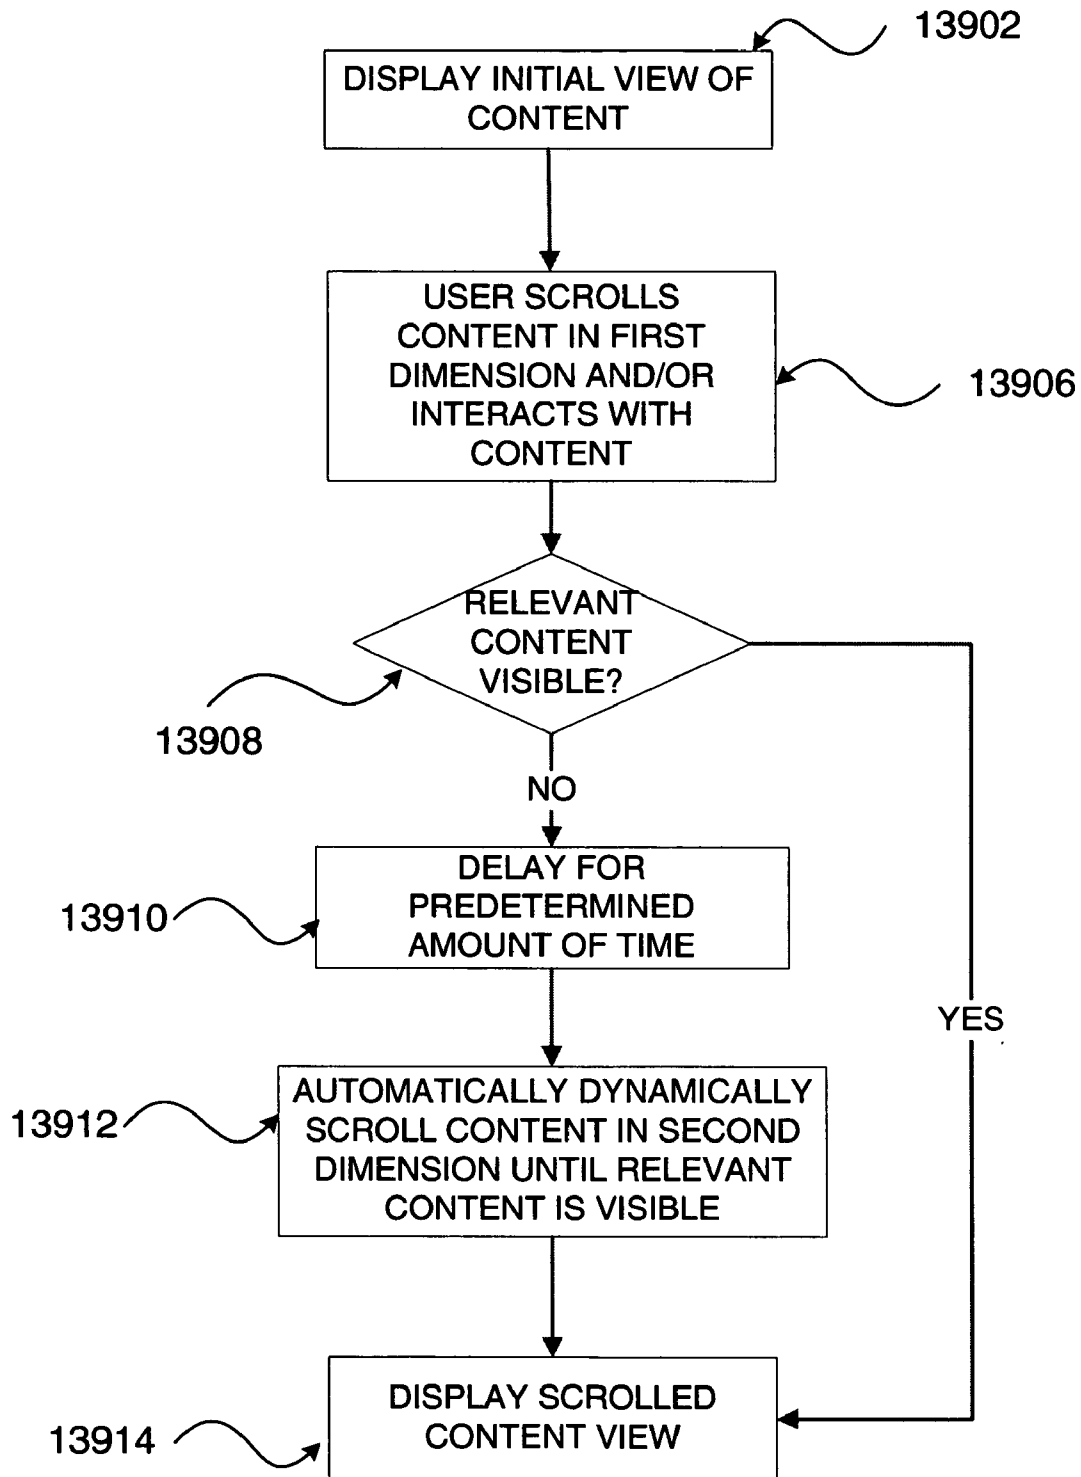 13902
DISPLAY INITIAL VIEW OF
CONTENT
USER SCROLLS
CONTENT IN FIRST
DIMENSION AND/OR
INTERACTS WITH
CONTENT
13906
RELEVANT
CONTENT
VISIBLE?
13908
NO
DELAY FOR
PREDETERMINED
AMOUNT OF TIME
13910
YES
AUTOMATICALLY DYNAMICALLY
SCROLL CONTENT IN SECOND
DIMENSION UNTIL RELEVANT
CONTENT IS VISIBLE
13912
DISPLAY SCROLLED
CONTENT VIEW
13914